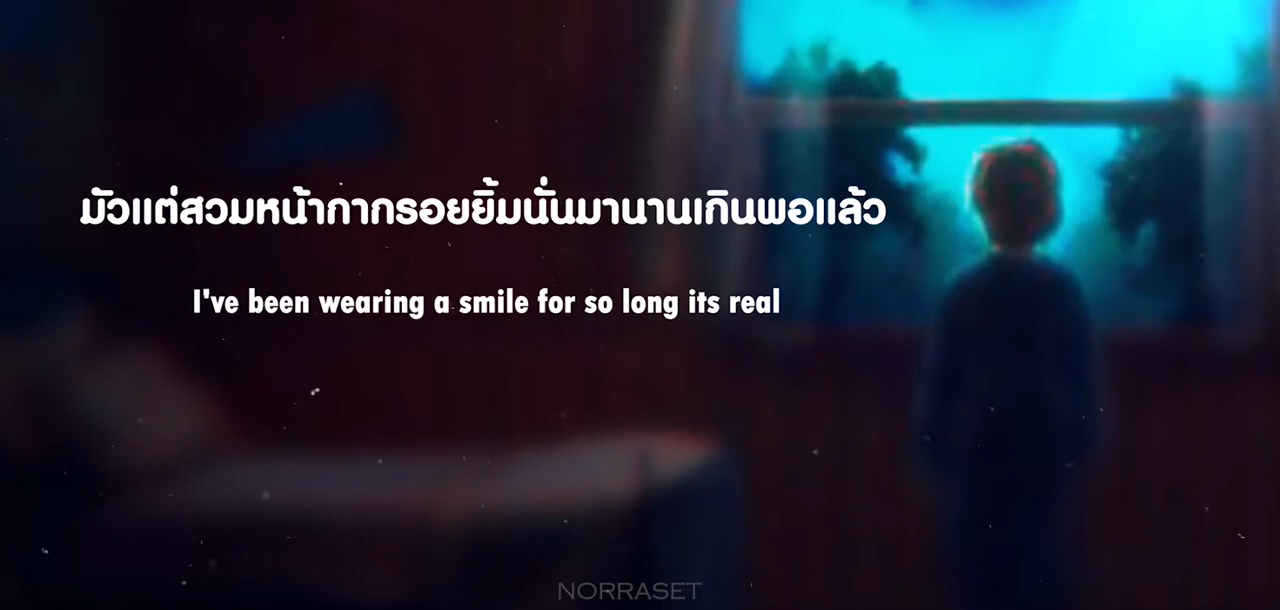 มัวแต่สวมหน้ากากรอยยิ้มนั่นมานานเกินพอแล้ว
I've been wearing a smile for so long its real
NORRASET